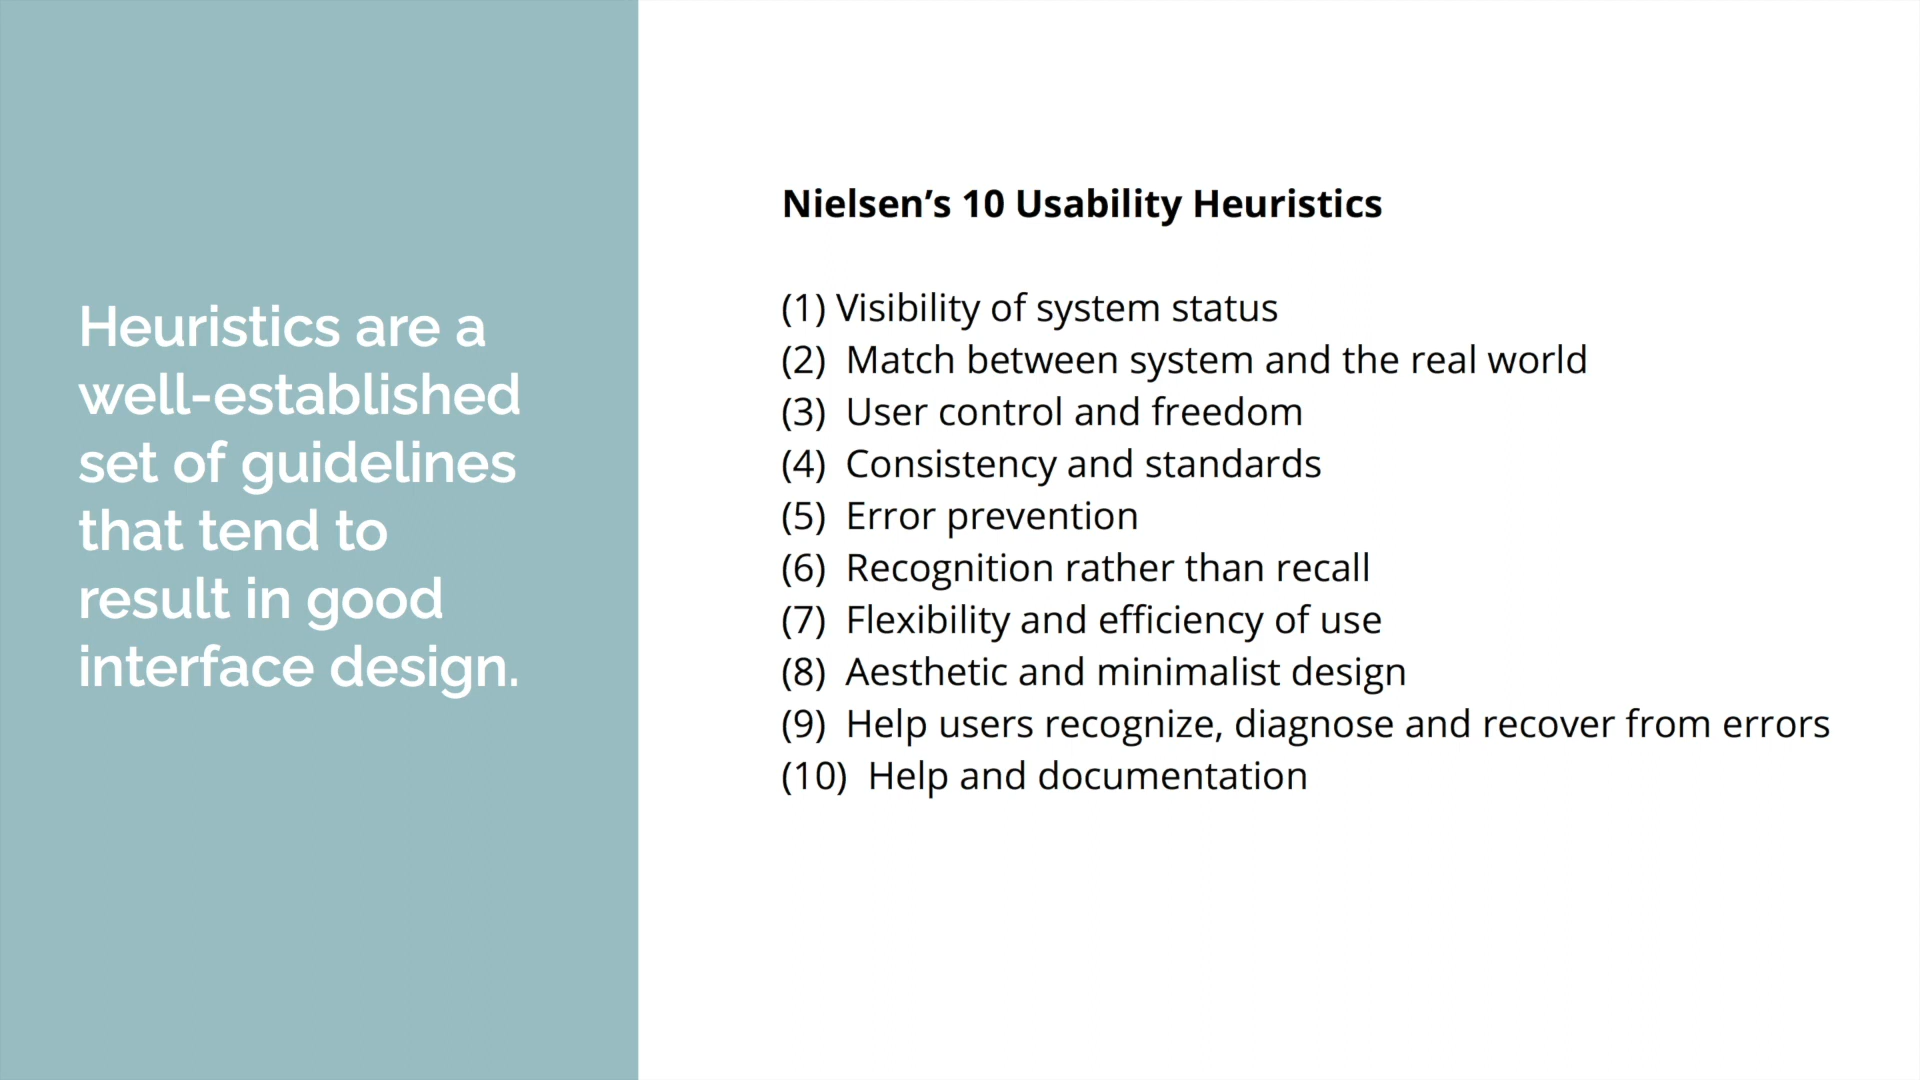 Heuristics are a
well-established
set of guidelines
that tend to
result in good
interface design.
Nielsen’s 10 Usability Heuristics
(1) Visibility of system status
(2) Match between system and the real world
(3) User control and freedom
(4) Consistency and standards
(5) Error prevention
(6) Recognition rather than recall
(7) Flexibility and efficiency of use
(8) Aesthetic and minimalist design
(9) Help users recognize, diagnose and recover from errors
(10) Help and documentation